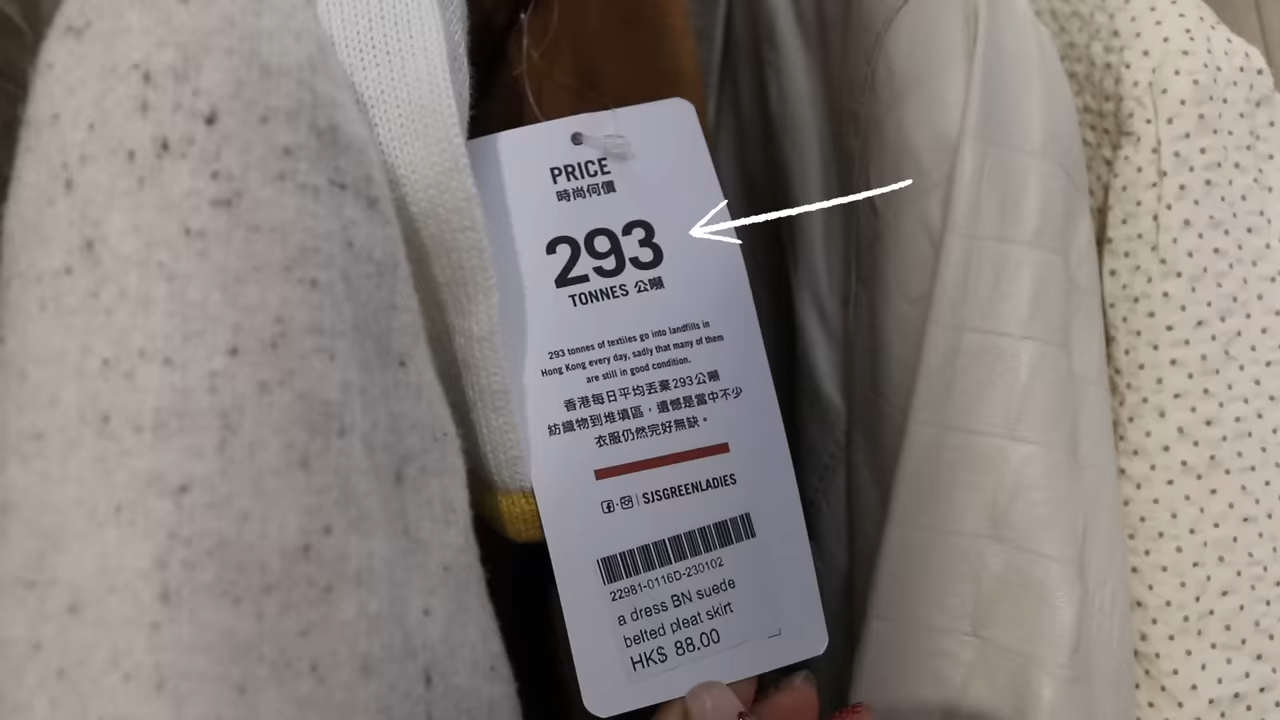 PRICE
時尚何價
293
TONNES 公噸
293 tonnes of textiles go into landfills in
Hong Kong every day, sadly that many of them
are still in good condition.
香港每日平均丟棄293公噸
紡織物到堆填區，遺憾是當中不少
衣服仍然完好無缺。
| SJSGREENLADIES
22981-0116D-230102
a dress BN suede
belted pleat skirt
HK$ 88.00